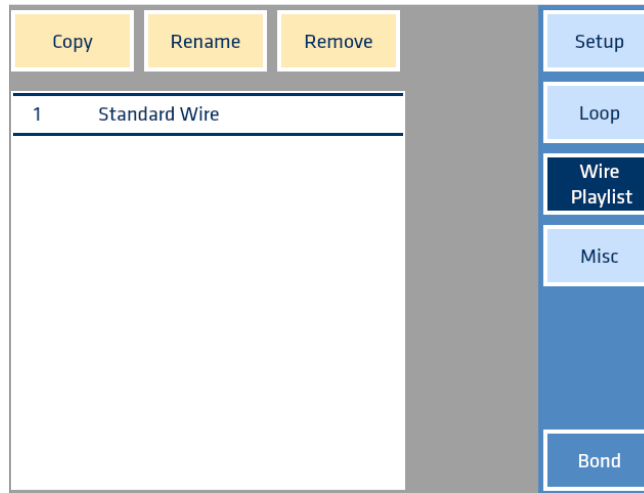 Copy
Rename
Remove
Setup
1 Standard Wire
Loop
Wire
Playlist
Misc
Bond